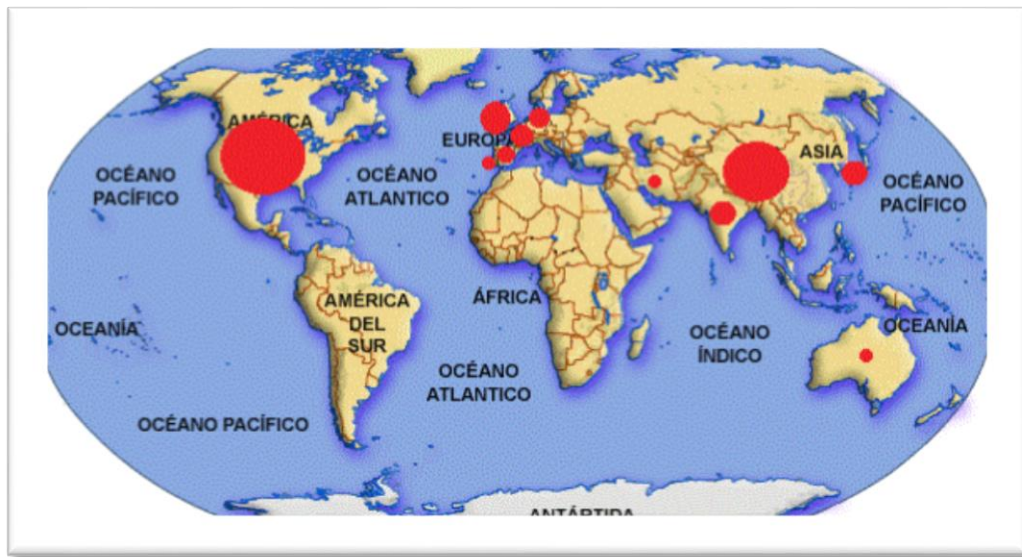 AMÉRICA
EUROPA
ASIA
OCÉANO
PACÍFICO
OCÉANO
ATLANTICO
OCÉANO
PACÍFICO
ÁFRICA
AMÉRICA
DEL
SUR
OCEANÍA
OCÉANO
ÍNDICO
OCEANÍA
OCÉANO
ATLANTICO
OCÉANO PACÍFICO
ANTÁRTIDA